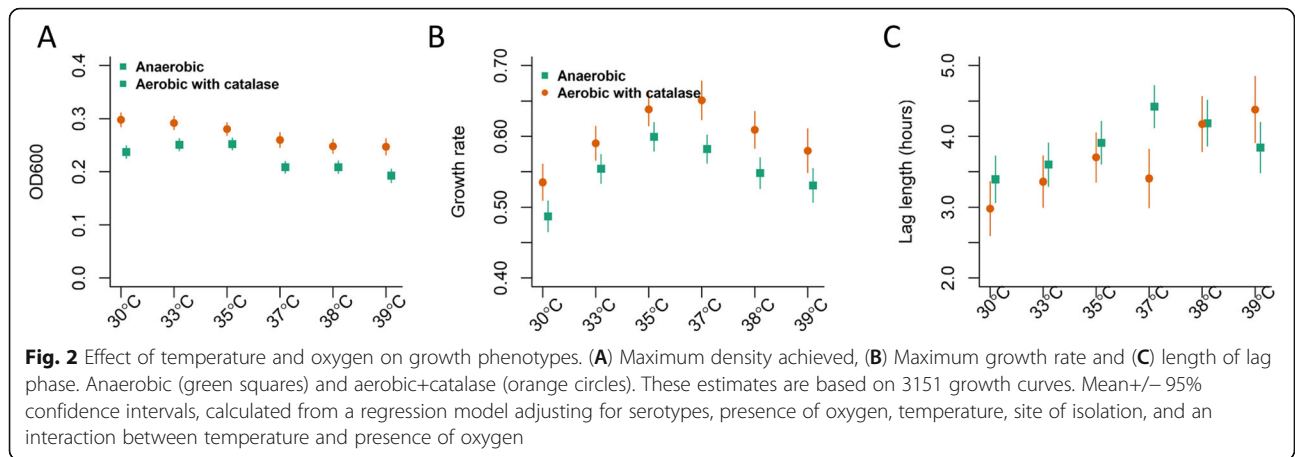 A
OD600
0.4
0.3
0.2
0.1
0.0
Anaerobic
Aerobic with catalase
30°C
33°C
35°C
37°C
38°C
39°C
B
Growth rate
0.70
0.60
0.50
0.40
Anaerobic
Aerobic with catalase
30°C
33°C
35°C
37°C
38°C
39°C
C
Lag length (hours)
5.0
4.0
3.0
2.0
30°C
33°C
35°C
37°C
38°C
39°C
Fig. 2 Effect of temperature and oxygen on growth phenotypes. (A) Maximum density achieved, (B) Maximum growth rate and (C) length of lag
phase. Anaerobic (green squares) and aerobic+catalase (orange circles). These estimates are based on 3151 growth curves. Mean+/− 95%
confidence intervals, calculated from a regression model adjusting for serotypes, presence of oxygen, temperature, site of isolation, and an
interaction between temperature and presence of oxygen